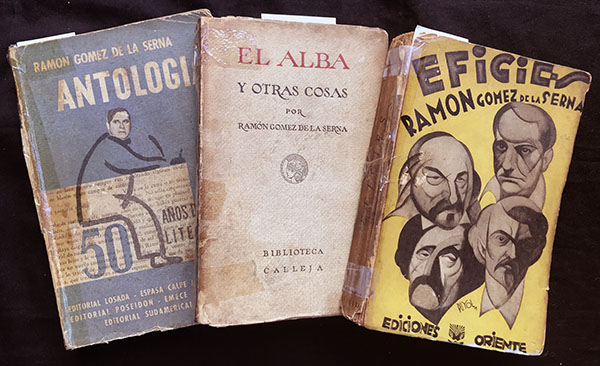 RAMON GOMEZ DE LA SERNA
ANTOLOGIA
50
AÑOS D
LITE
EDITORIAL LOSADA - ESPASA CALPE
EDITORIAL POSEIDON - EMECE
EDITORIAL SUDAMERICA
EL ALBA
Y OTRAS COSAS
POR
RAMÓN GOMEZ DE LA SERNA
BIBLIOTECA
CALLEJA
EFIGIES
RAMON GOMEZ DE LA SERNA
EDICIONES ORIENTE